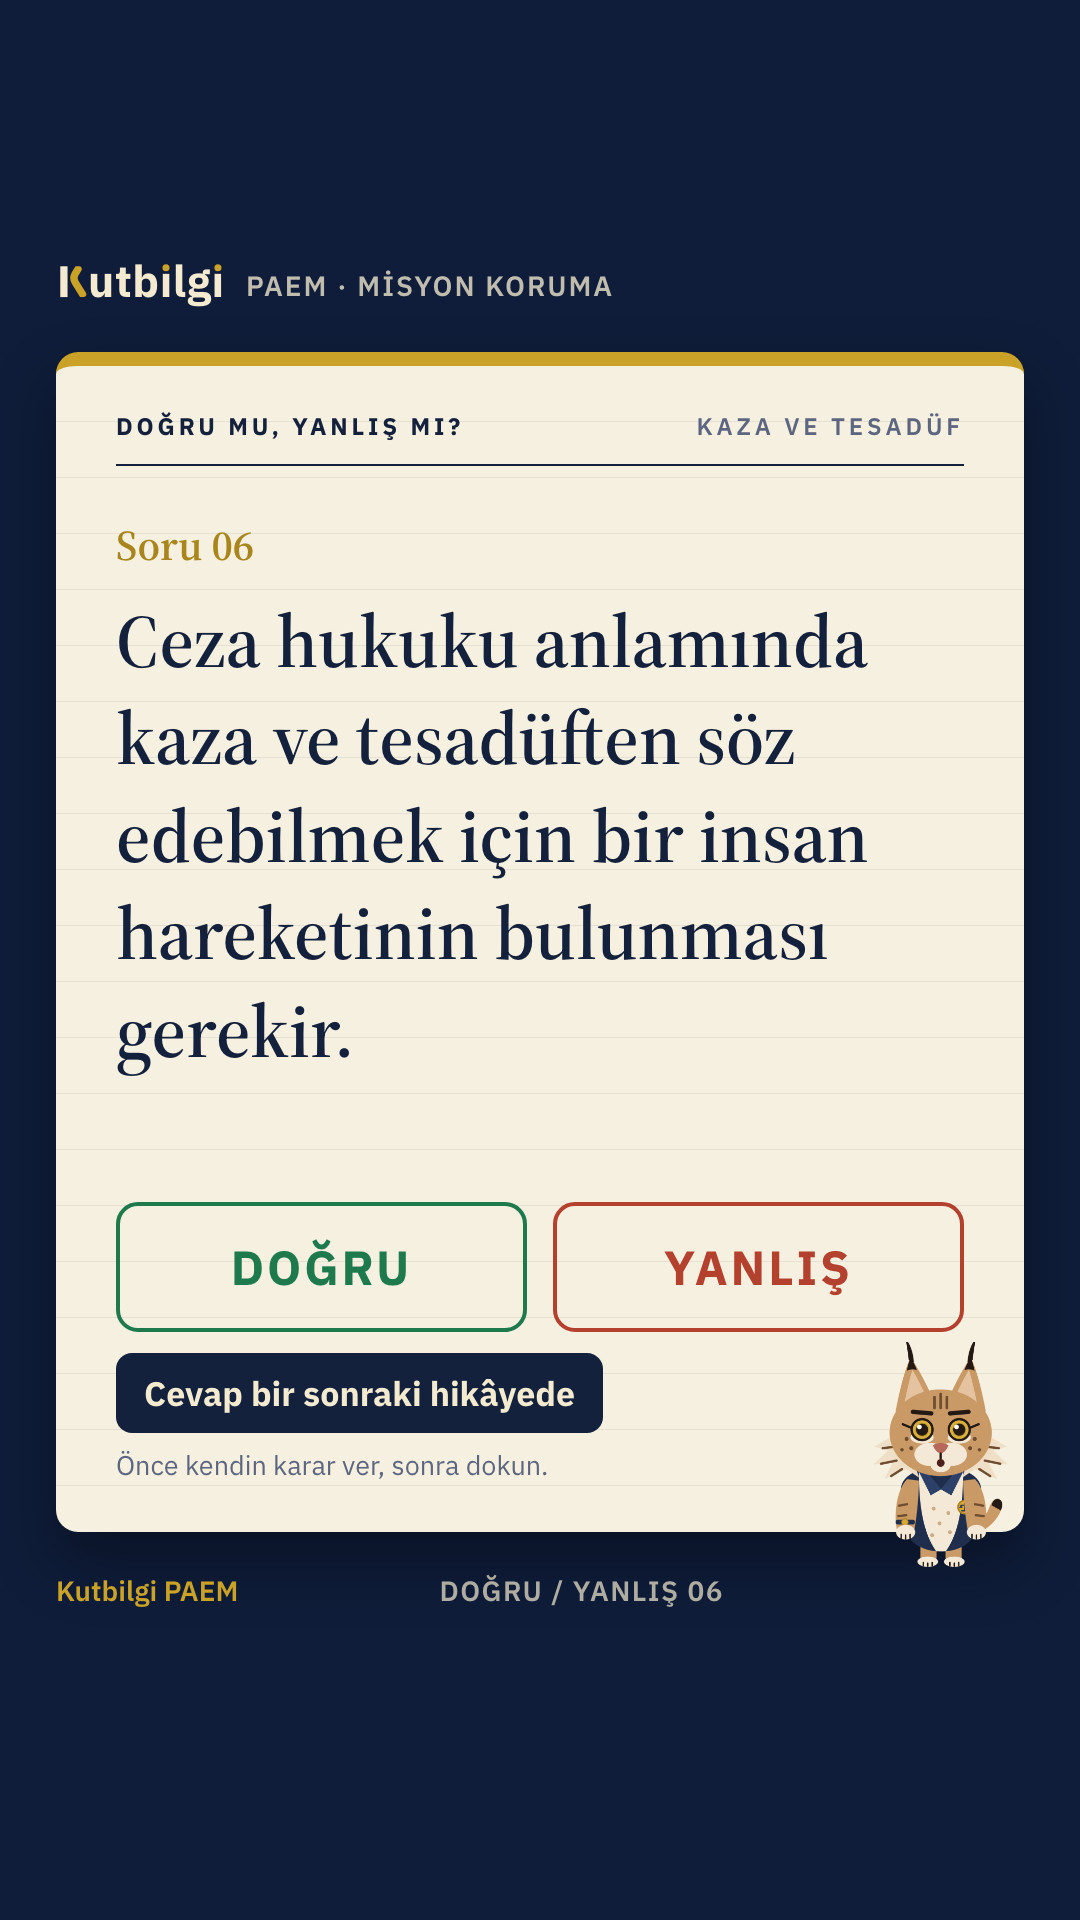 Kutbilgi PAEM · MİSYON KORUMA
DOĞRU MU, YANLIŞ MI? KAZA VE TESADÜF
Soru 06
Ceza hukuku anlamında
kaza ve tesadüften söz
edebilmek için bir insan
hareketinin bulunması
gerekir.
DOĞRU YANLIŞ
Cevap bir sonraki hikâyede
Önce kendin karar ver, sonra dokun.
Kutbilgi PAEM DOĞRU / YANLIŞ 06